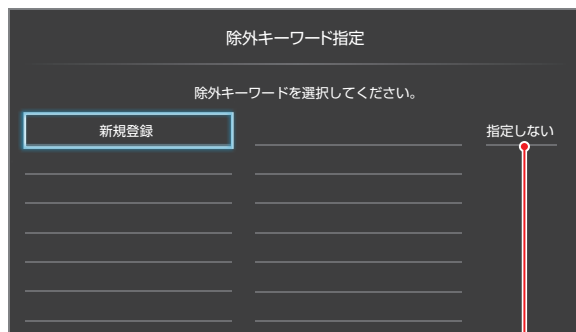 除外キーワード指定
除外キーワードを選択してください。
新規登録
指定しない